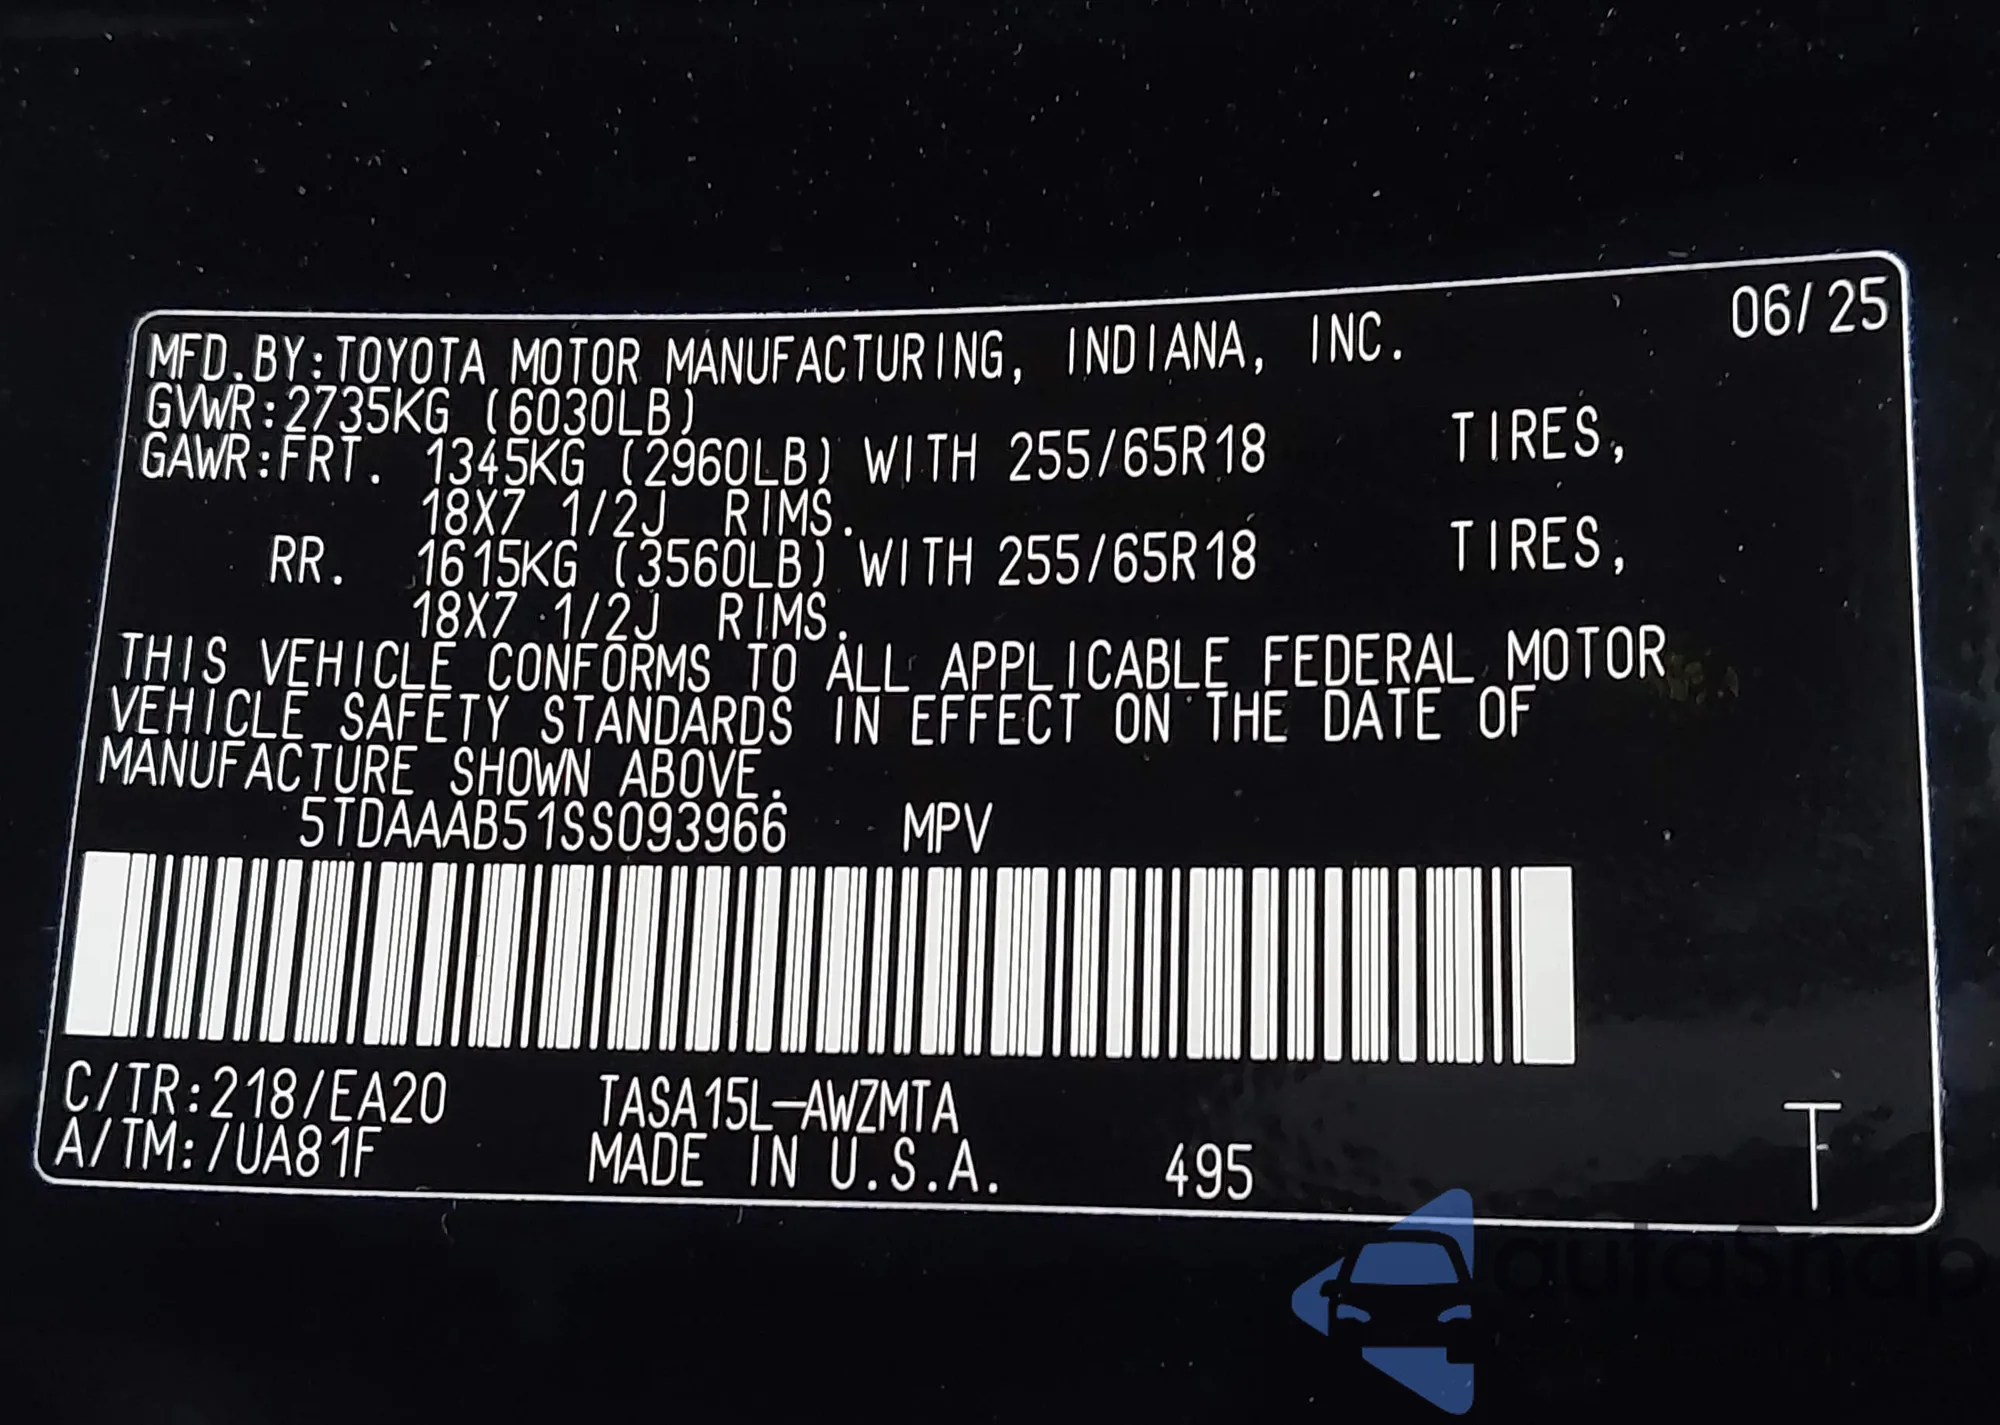 06/25
MFD.BY:TOYOTA MOTOR MANUFACTURING, INDIANA, INC.
GVWR:2735KG (6030LB)
GAWR:FRT. 1345KG (2960LB) WITH 255/65R18 TIRES,
18X7 1/2J RIMS.
RR. 1615KG (3560LB) WITH 255/65R18 TIRES,
18X7 1/2J RIMS.
THIS VEHICLE CONFORMS TO ALL APPLICABLE FEDERAL MOTOR
VEHICLE SAFETY STANDARDS IN EFFECT ON THE DATE OF
MANUFACTURE SHOWN ABOVE.
5TDAAAB51SS093966 MPV
C/TR:218/EA20 TASA15L-AWZMTA
A/TM:/UA81F MADE IN U.S.A. 495 T
autoSnap